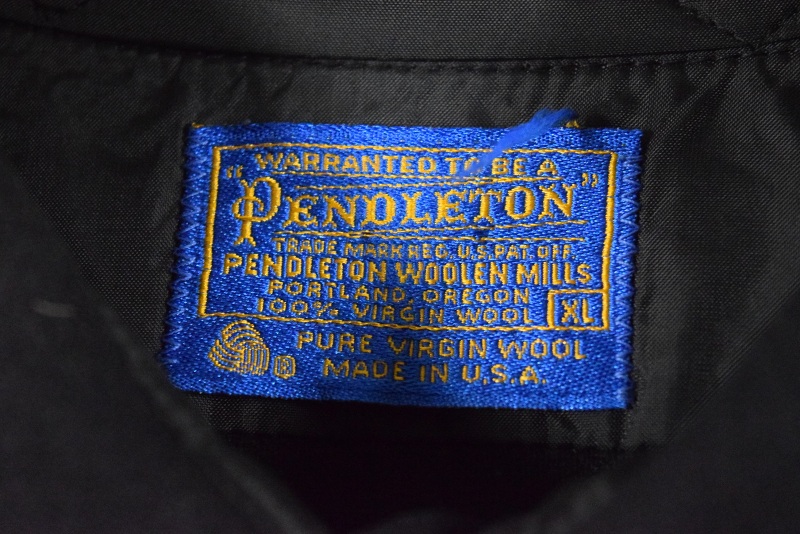 WARRANTED TO BE A
"PENDLETON"
TRADE MARK REG. U.S. PAT. OFF.
PENDLETON WOOLEN MILLS
PORTLAND, OREGON
100% VIRGIN WOOL XL
PURE VIRGIN WOOL
MADE IN U.S.A.